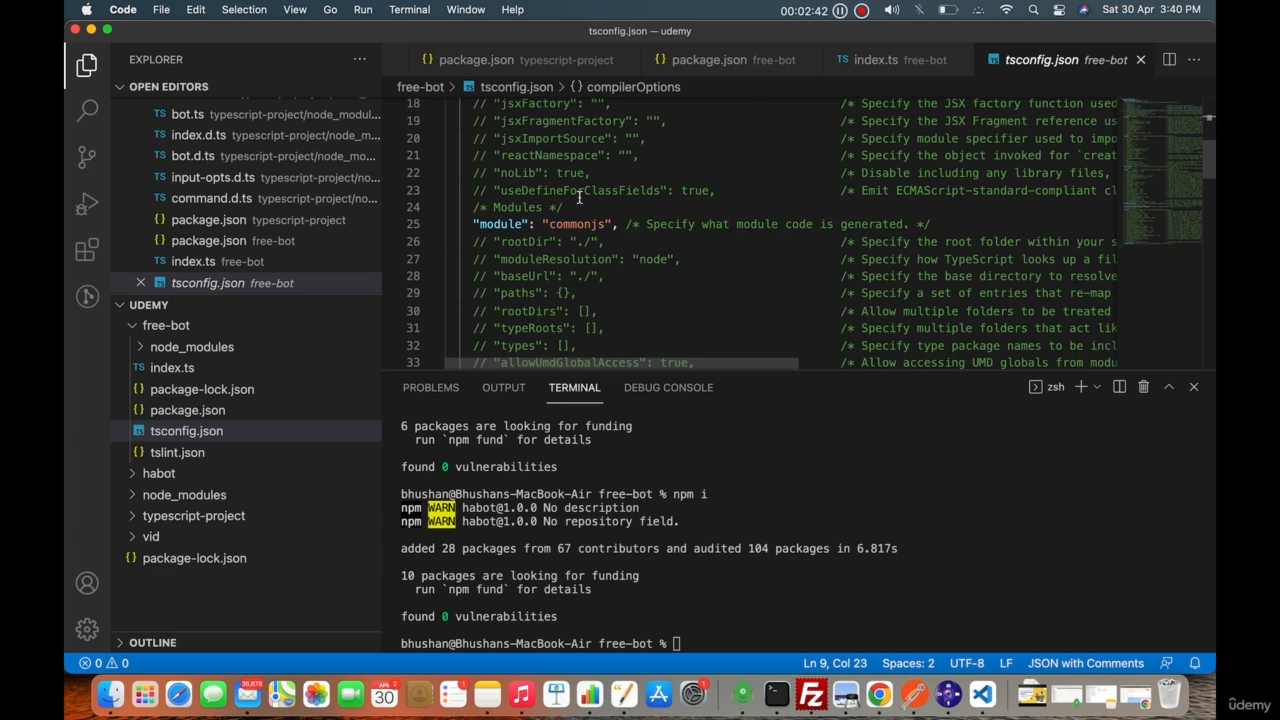 Code File Edit Selection View Go Run Terminal Window Help 00:02:42 Sat 30 Apr 3:40 PM
tsconfig.json — udemy
EXPLORER
package.json typescript-project
package.json free-bot
index.ts free-bot
tsconfig.json free-bot
free-bot > tsconfig.json > {} compilerOptions
OPEN EDITORS
bot.ts typescript-project/node_modules...
index.d.ts typescript-project/node_m...
bot.d.ts typescript-project/node_mo...
input-opts.d.ts typescript-project/no...
command.d.ts typescript-project/no...
package.json typescript-project
package.json free-bot
index.ts free-bot
tsconfig.json free-bot
UDEMY
free-bot
node_modules
index.ts
package-lock.json
package.json
tsconfig.json
tslint.json
habot
node_modules
typescript-project
vid
package-lock.json
OUTLINE
18 // "jsxFactory": "", /* Specify the JSX factory function used
19 // "jsxFragmentFactory": "", /* Specify the JSX Fragment reference us
20 // "jsxImportSource": "", /* Specify module specifier used to impo
21 // "reactNamespace": "", /* Specify the object invoked for `creat
22 // "noLib": true, /* Disable including any library files,
23 // "useDefineForClassFields": true, /* Emit ECMAScript-standard-compliant cl
24 /* Modules */
25 "module": "commonjs", /* Specify what module code is generated. */
26 // "rootDir": "./", /* Specify the root folder within your s
27 // "moduleResolution": "node", /* Specify how TypeScript looks up a fil
28 // "baseUrl": "./", /* Specify the base directory to resolve
29 // "paths": {}, /* Specify a set of entries that re-map
30 // "rootDirs": [], /* Allow multiple folders to be treated
31 // "typeRoots": [], /* Specify multiple folders that act lik
32 // "types": [], /* Specify type package names to be incl
33 // "allowUmdGlobalAccess": true, /* Allow accessing UMD globals from modu
PROBLEMS OUTPUT TERMINAL DEBUG CONSOLE zsh
6 packages are looking for funding
run `npm fund` for details
found 0 vulnerabilities
bhushan@Bhushans-MacBook-Air free-bot % npm i
npm WARN habot@1.0.0 No description
npm WARN habot@1.0.0 No repository field.
added 28 packages from 67 contributors and audited 104 packages in 6.817s
10 packages are looking for funding
run `npm fund` for details
found 0 vulnerabilities
bhushan@Bhushans-MacBook-Air free-bot %
0 0 Ln 9, Col 23 Spaces: 2 UTF-8 LF JSON with Comments
APR 30
ûdemy